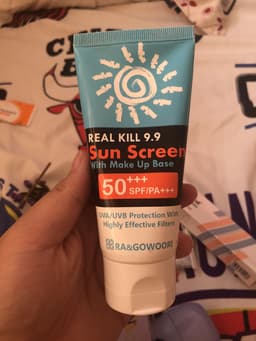 REAL KILL 9.9
Sun Screen
With Make Up Base
50+++
SPF/PA+++
UVA/UVB Protection With
Highly Effective Filters
RA&GOWOORI